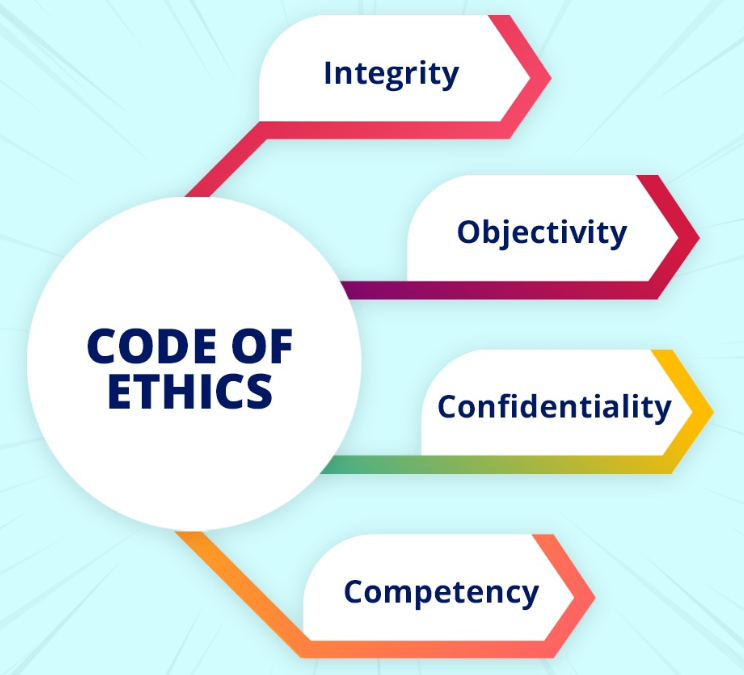 Integrity
Objectivity
CODE OF
ETHICS
Confidentiality
Competency